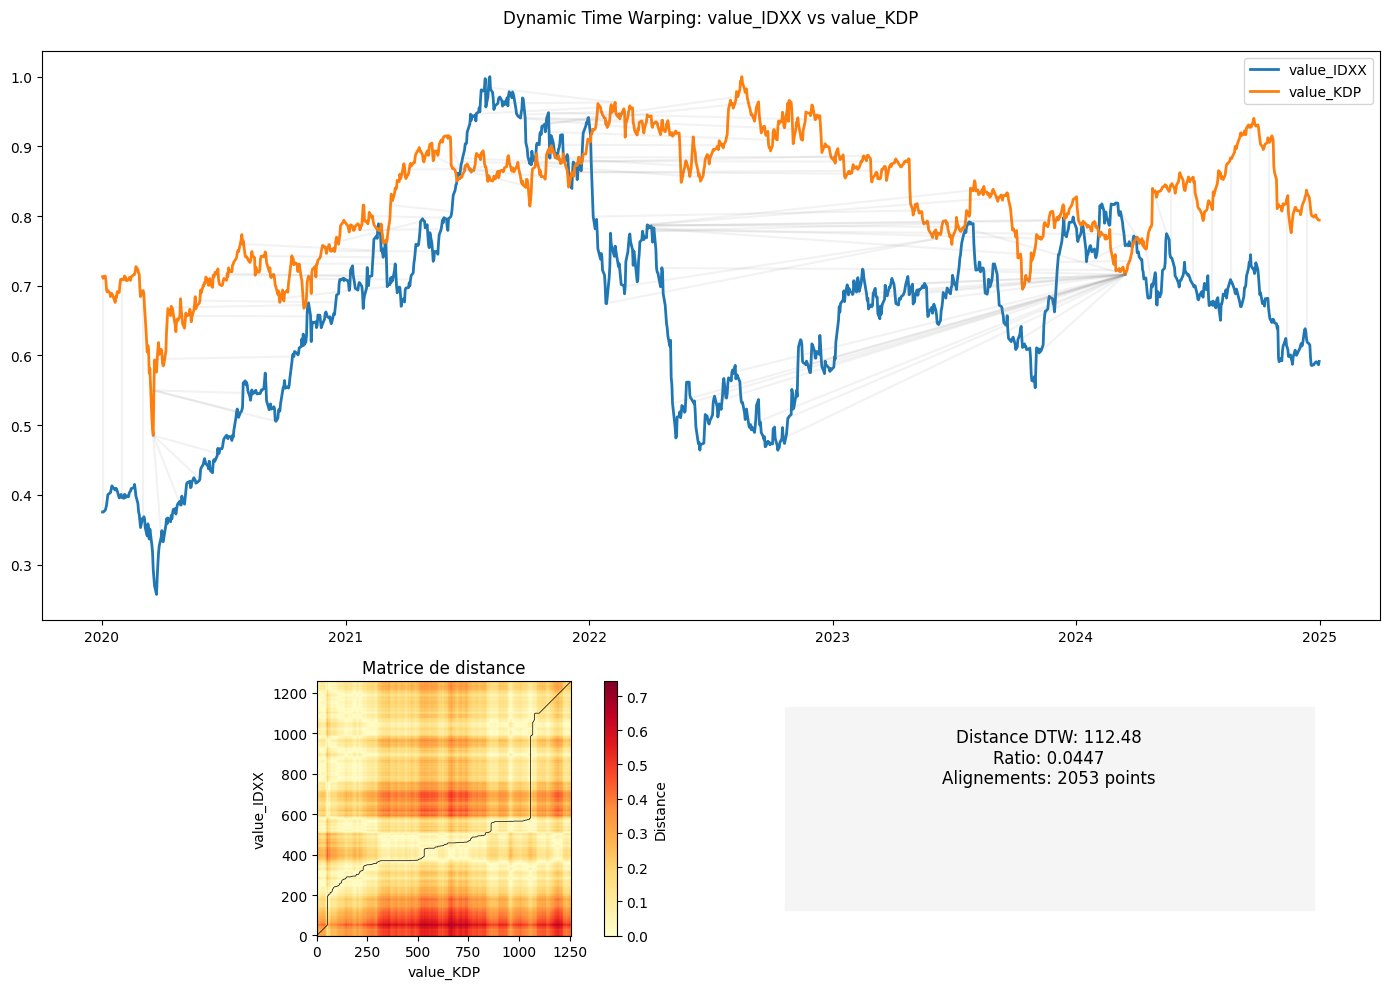 Dynamic Time Warping: value_IDXX vs value_KDP
value_IDXX
value_KDP
1.0
0.9
0.8
0.7
0.6
0.5
0.4
0.3
2020 2021 2022 2023 2024 2025
Matrice de distance
value_IDXX
1200
1000
800
600
400
200
0
0 250 500 750 1000 1250
value_KDP
0.7
0.6
0.5
0.4
0.3
0.2
0.1
0.0
Distance
Distance DTW: 112.48
Ratio: 0.0447
Alignements: 2053 points